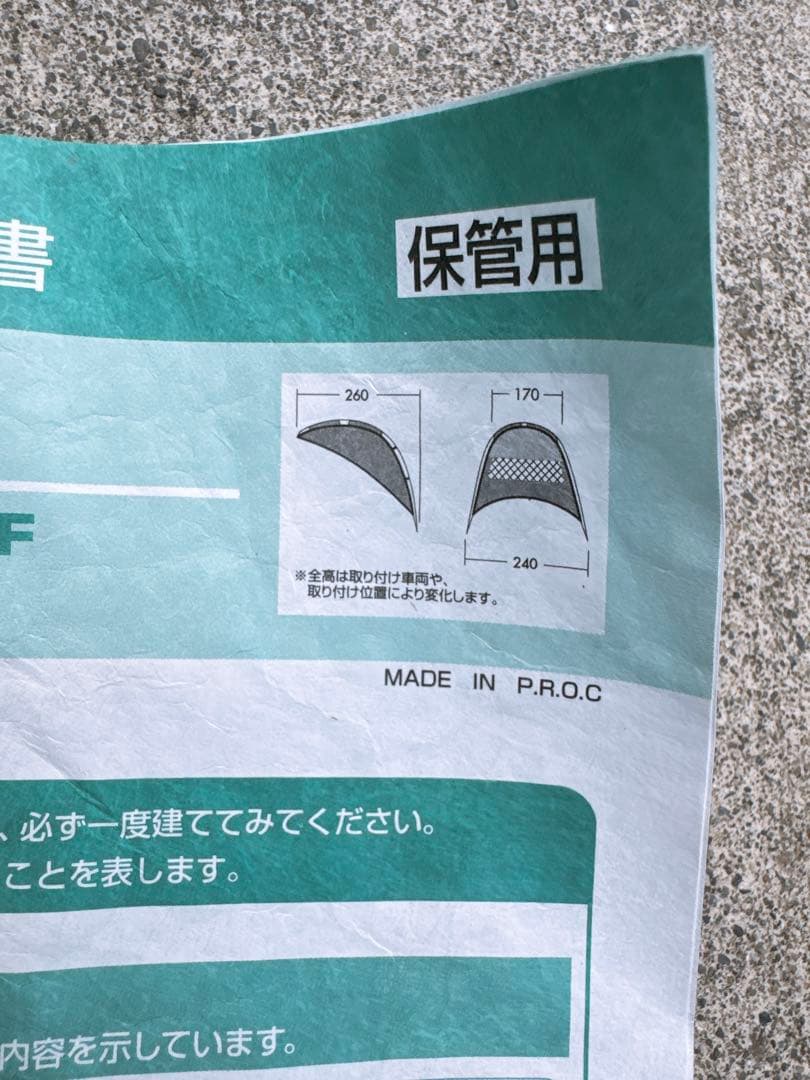 書
保管用
260
170
F
240
※全高は取り付け車両や、
取り付け位置により変化します。
MADE IN P.R.O.C
、必ず一度建ててみてください。
ことを表します。
内容を示しています。